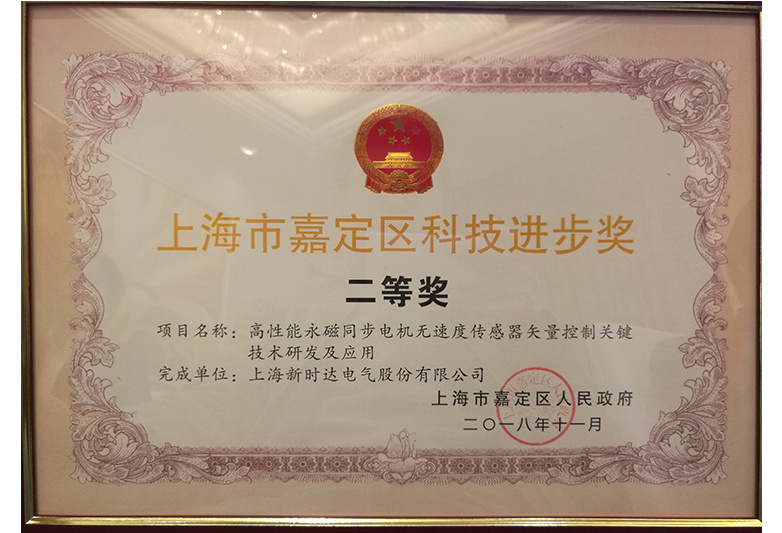 上海市嘉定区科技进步奖
二等奖
项目名称：高性能永磁同步电机无速度传感器矢量控制关键
技术研发及应用
完成单位：上海新时达电气股份有限公司
上海市嘉定区人民政府
二〇一八年十一月